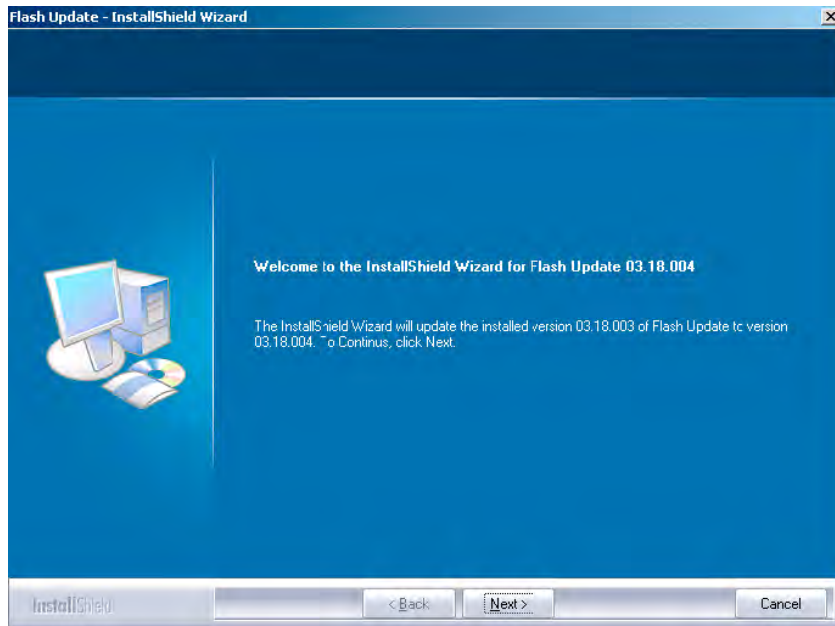 Flash Update - InstallShield Wizard
Welcome to the InstallShield Wizard for Flash Update 03.18.004
The InstallShield Wizard will update the installed version 03.18.003 of Flash Update to version
03.18.004. To Continus, click Next.
InstallShield
< Back
Next >
Cancel